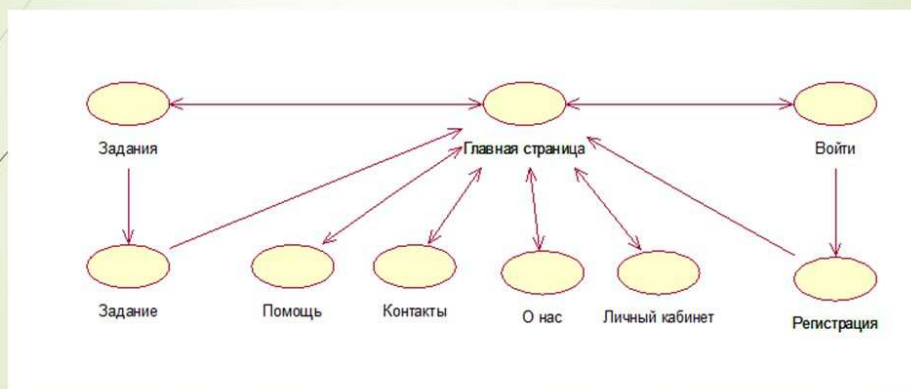 Задания
Главная страница
Войти
Задание
Помощь
Контакты
О нас
Личный кабинет
Регистрация